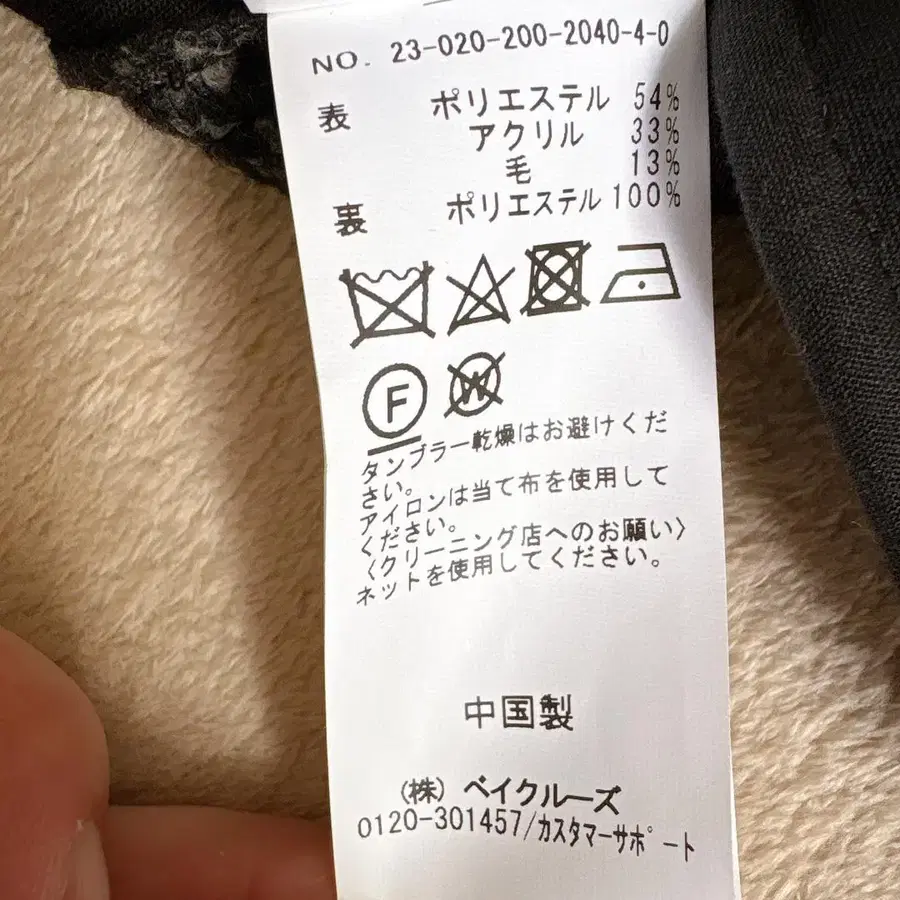 NO. 23-020-200-2040-4-0
表 ポリエステル 54%
アクリル 33%
毛 13%
裏 ポリエステル 100%
F W
タンブラー乾燥はお避けくだ
さい。
アイロンは当て布を使用して
ください。
〈クリーニング店へのお願い〉
ネットを使用してください。
中国製
(株) ベイクルーズ
0120-301457/カスタマーサポート